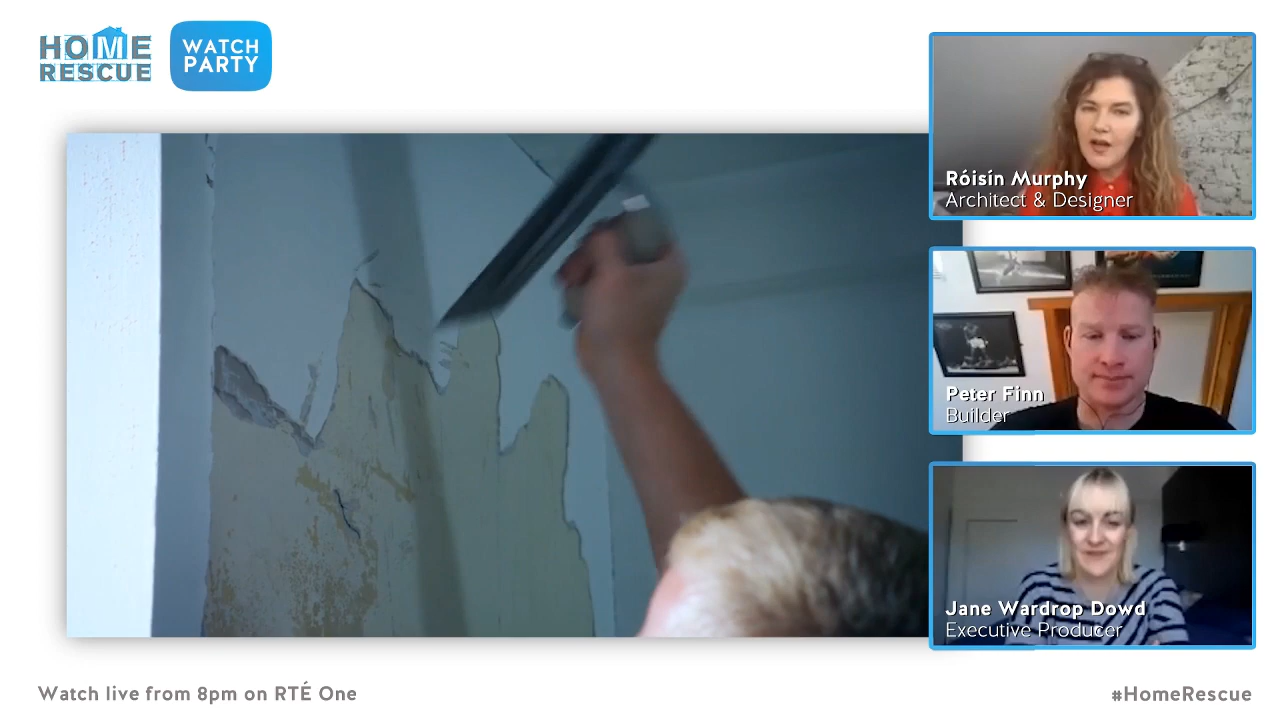 HOME
RESCUE
WATCH
PARTY
Róisín Murphy
Architect & Designer
Peter Finn
Builder
Jane Wardrop Dowd
Executive Producer
Watch live from 8pm on RTÉ One
#HomeRescue